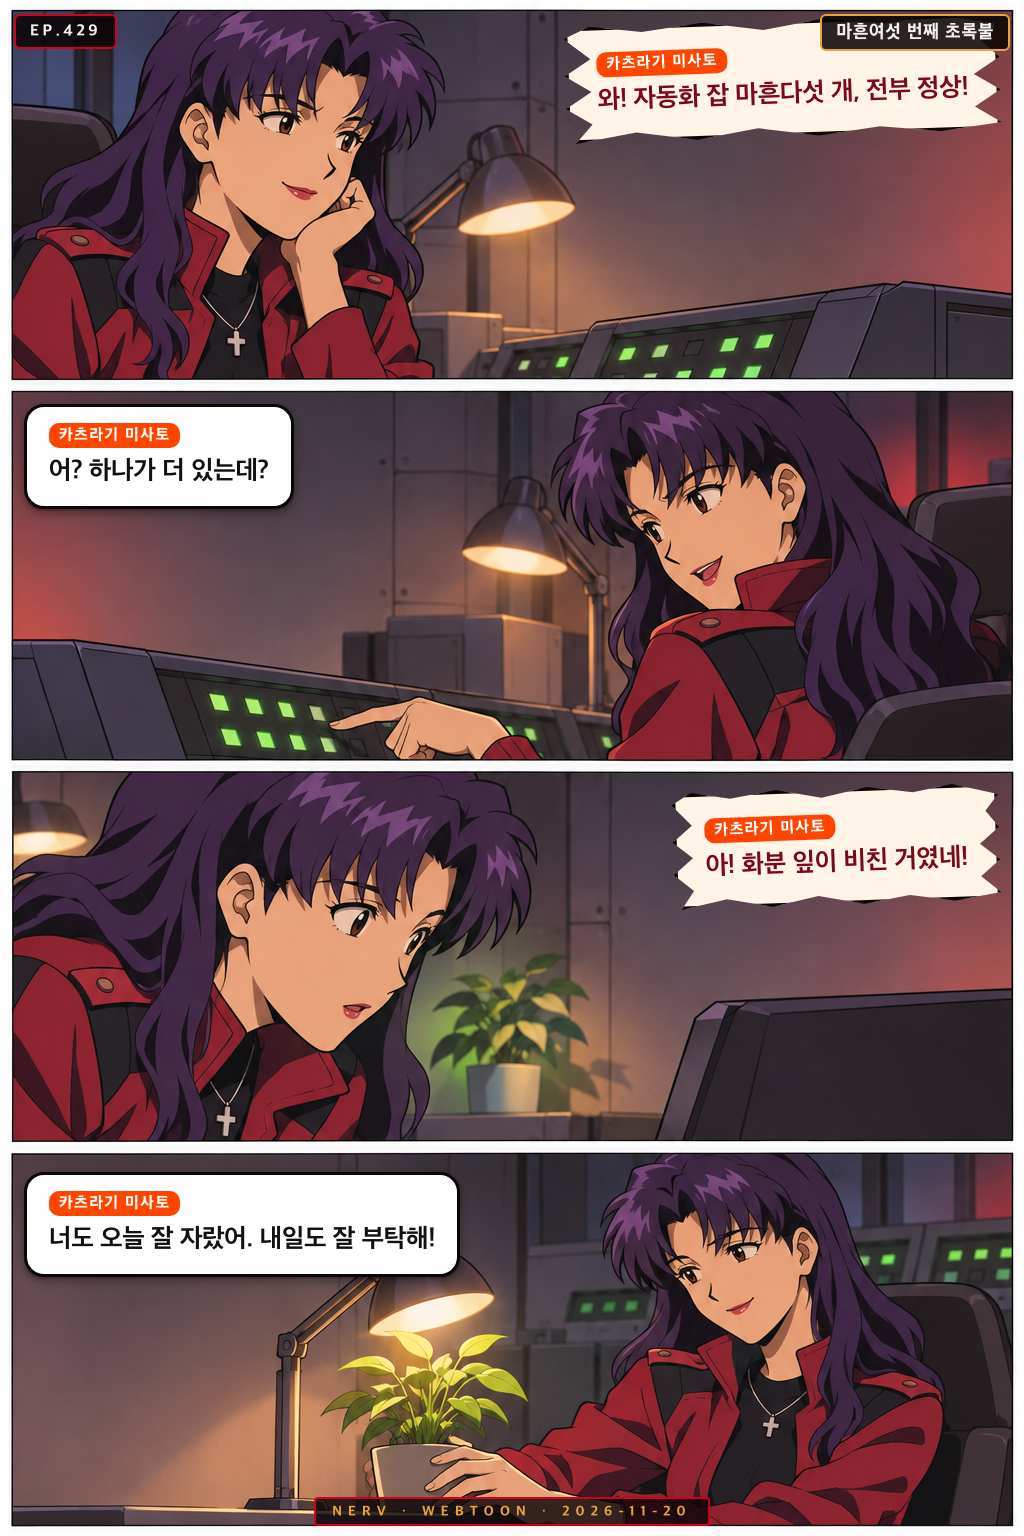 EP.429
마흔여섯 번째 초록불
카츠라기 미사토
와! 자동화 잡 마흔다섯 개, 전부 정상!
카츠라기 미사토
어? 하나가 더 있는데?
카츠라기 미사토
아! 화분 잎이 비친 거였네!
카츠라기 미사토
너도 오늘 잘 자랐어. 내일도 잘 부탁해!
NERV · WEBTOON · 2026-11-20